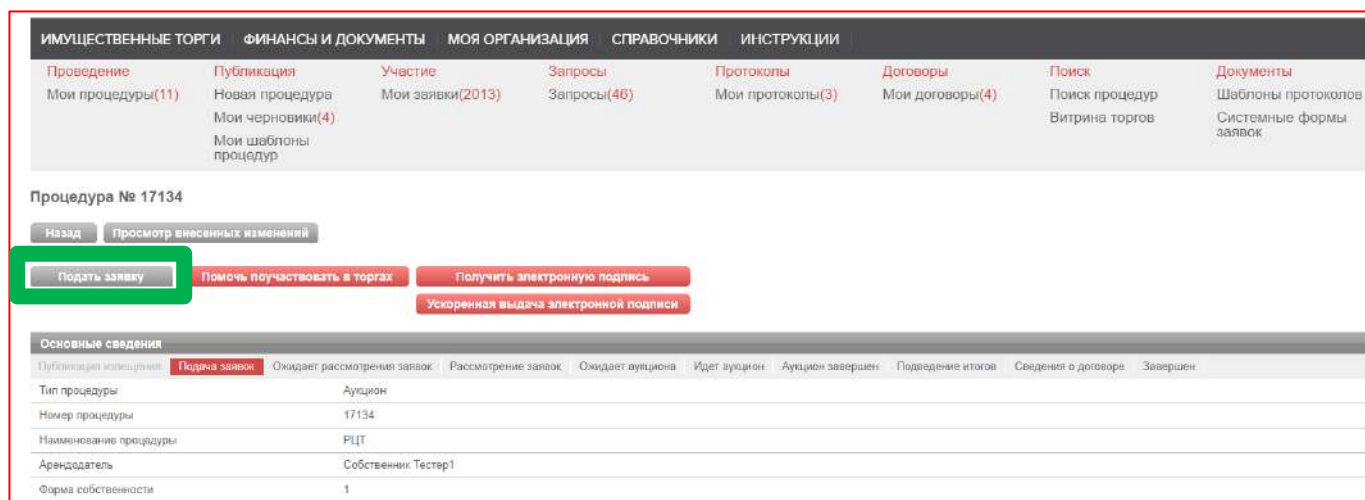 ИМУЩЕСТВЕННЫЕ ТОРГИ ФИНАНСЫ И ДОКУМЕНТЫ МОЯ ОРГАНИЗАЦИЯ СПРАВОЧНИКИ ИНСТРУКЦИИ
Проведение Публикация Участие Запросы Протоколы Договоры Поиск Документы
Мои процедуры(11) Новая процедура Мои заявки(2013) Запросы(46) Мои протоколы(3) Мои договоры(4) Поиск процедур Шаблоны протоколов
Мои черновики(4) Витрина торгов Системные формы
заявок
Мои шаблоны
процедур
Процедура № 17134
Назад Просмотр внесенных изменений
Подать заявку Помочь поучаствовать в торгах Получить электронную подпись
Ускоренная выдача электронной подписи
Основные сведения
Публикация извещения Подача заявок Ожидает рассмотрения заявок Рассмотрение заявок Ожидает аукциона Идет аукцион Аукцион завершен Подведение итогов Сведения о договоре Завершен
Тип процедуры Аукцион
Номер процедуры 17134
Наименование процедуры РЦТ
Арендодатель Собственник Тестер1
Форма собственности 1